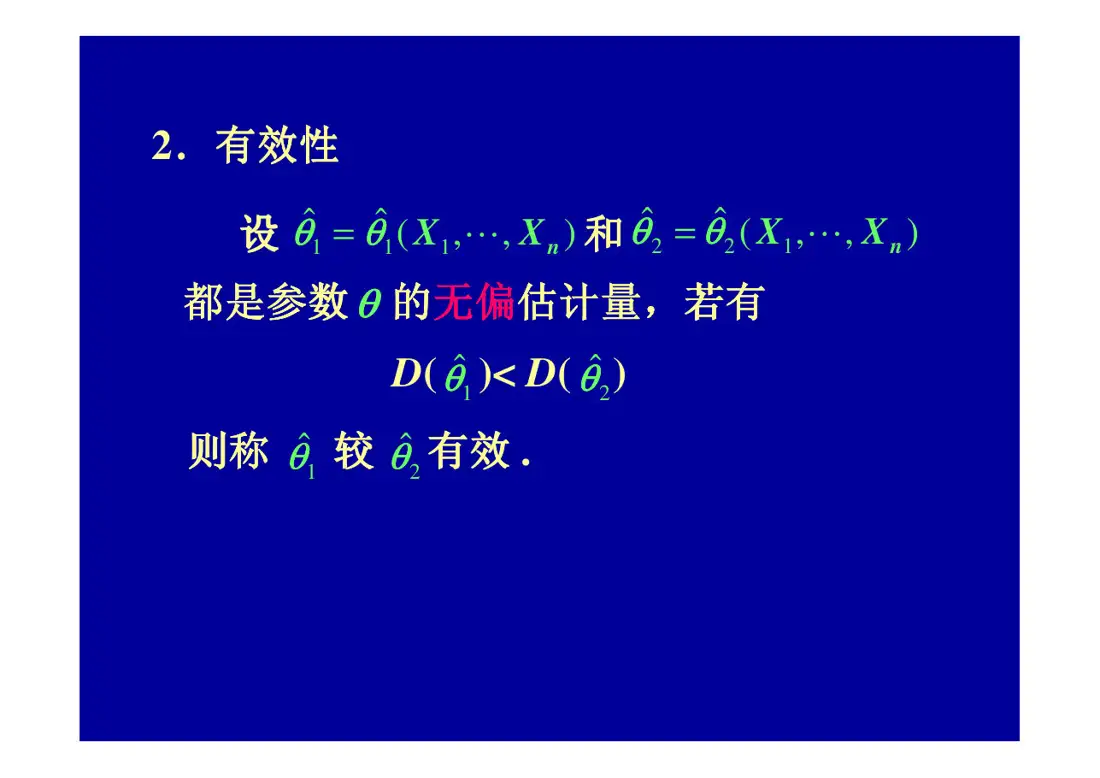 2．有效性
设 θ̂₁ = θ̂₁(X₁,⋯,Xₙ) 和 θ̂₂ = θ̂₂(X₁,⋯,Xₙ)
都是参数 θ 的无偏估计量，若有
D(θ̂₁)< D(θ̂₂)
则称 θ̂₁ 较 θ̂₂ 有效 .